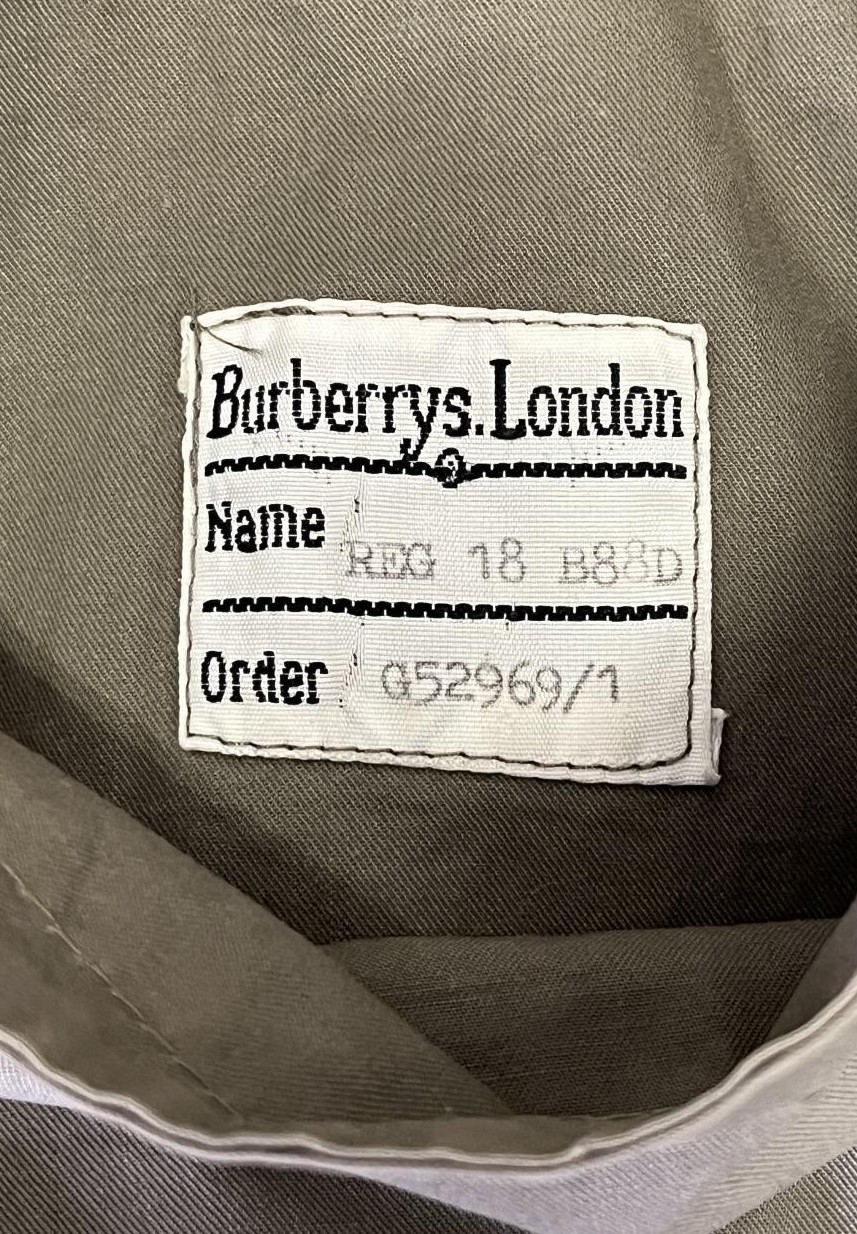 Burberrys. London
Name REG 18 B88D
Order G52969/1